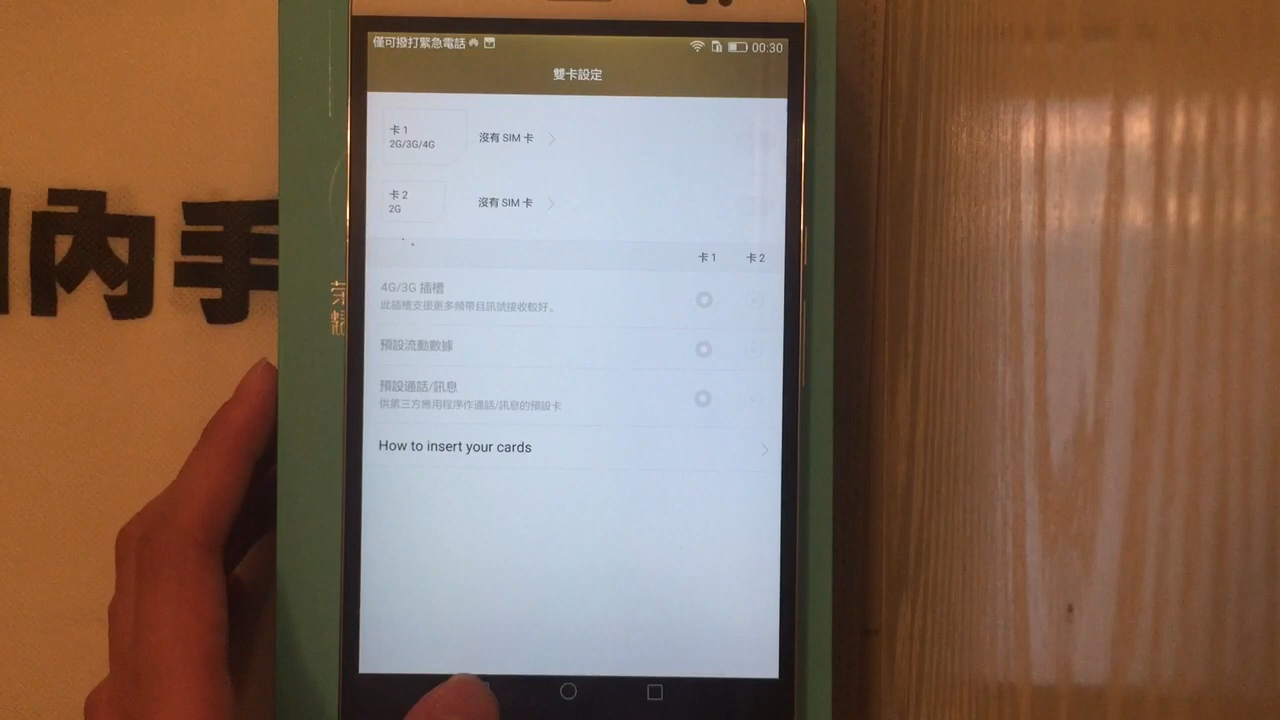 僅可撥打緊急電話
00:30
雙卡設定
卡 1
2G/3G/4G
沒有 SIM 卡
卡 2
2G
沒有 SIM 卡
卡 1 卡 2
4G/3G 插槽
此插槽支援更多頻帶且訊號接收較好。
預設流動數據
預設通話/訊息
供第三方應用程序作通話/訊息的預設卡
How to insert your cards
內手